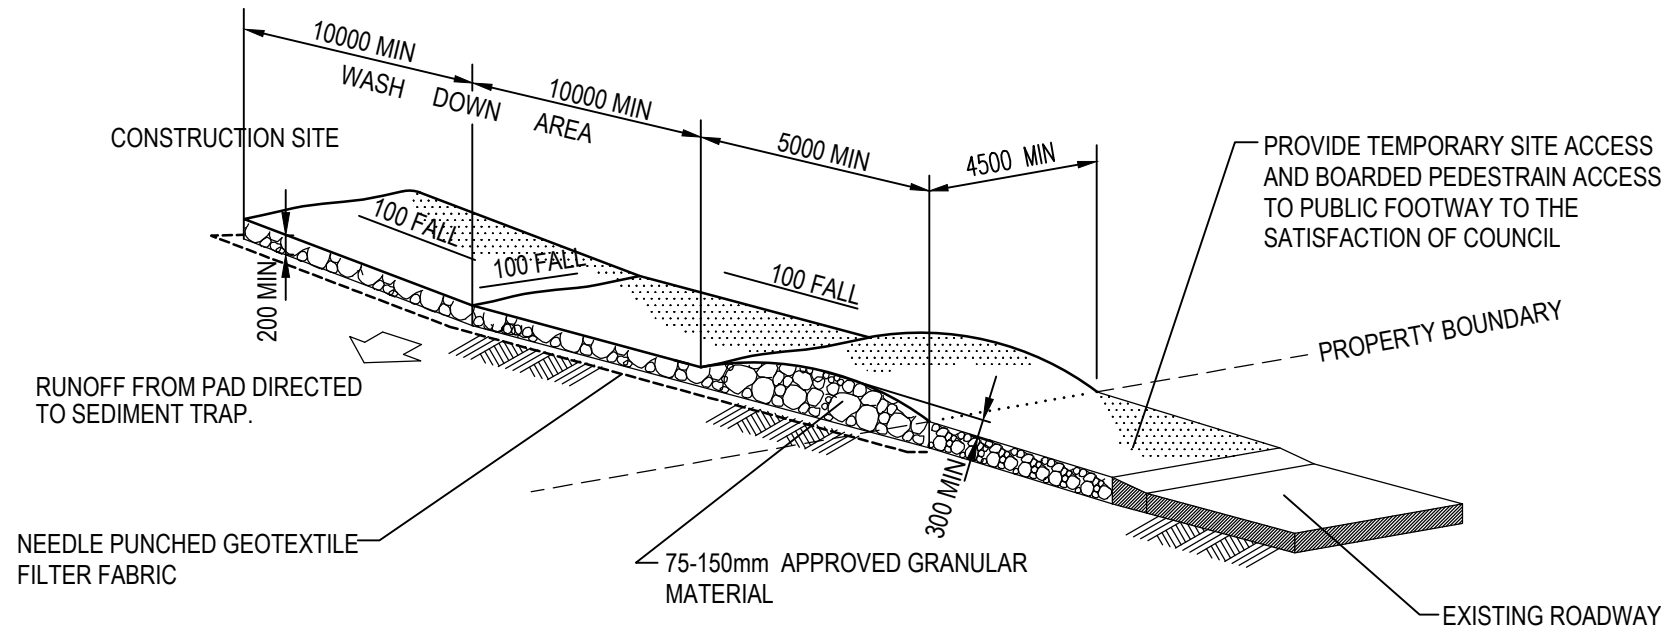 10000 MIN
WASH DOWN AREA
10000 MIN
5000 MIN
4500 MIN
CONSTRUCTION SITE
PROVIDE TEMPORARY SITE ACCESS
AND BOARDED PEDESTRAIN ACCESS
TO PUBLIC FOOTWAY TO THE
SATISFACTION OF COUNCIL
100 FALL
100 FALL
100 FALL
200 MIN
PROPERTY BOUNDARY
RUNOFF FROM PAD DIRECTED
TO SEDIMENT TRAP.
300 MIN
NEEDLE PUNCHED GEOTEXTILE
FILTER FABRIC
75-150mm APPROVED GRANULAR
MATERIAL
EXISTING ROADWAY